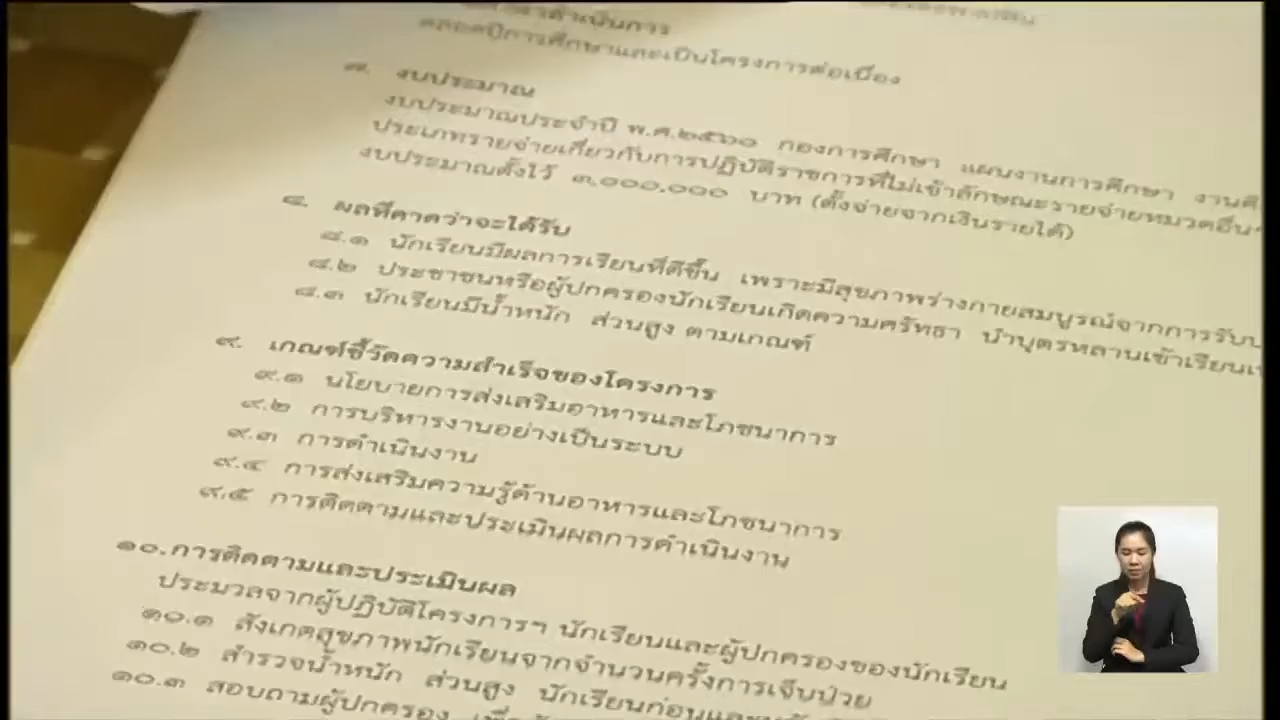 ตลอดปีการศึกษาและเป็นโครงการต่อเนื่อง
๗. งบประมาณ
งบประมาณประจำปี พ.ศ.๒๕๖๐ กองการศึกษา แผนงานการศึกษา
ประเภทรายจ่ายเกี่ยวกับการปฏิบัติราชการที่ไม่เข้าลักษณะรายจ่ายหมวดอื่นๆ
งบประมาณตั้งไว้ ๓,๐๐๐,๐๐๐ บาท (ตั้งจ่ายจากเงินรายได้)
๘. ผลที่คาดว่าจะได้รับ
๘.๑ นักเรียนมีผลการเรียนที่ดีขึ้น เพราะมีสุขภาพร่างกายสมบูรณ์จากการรับ
๘.๒ ประชาชนหรือผู้ปกครองนักเรียนเกิดความศรัทธา นำบุตรหลานเข้าเรียน
๘.๓ นักเรียนมีน้ำหนัก ส่วนสูง ตามเกณฑ์
๙. เกณฑ์ชี้วัดความสำเร็จของโครงการ
๙.๑ นโยบายการส่งเสริมอาหารและโภชนาการ
๙.๒ การบริหารงานอย่างเป็นระบบ
๙.๓ การดำเนินงาน
๙.๔ การส่งเสริมความรู้ด้านอาหารและโภชนาการ
๙.๕ การติดตามและประเมินผลการดำเนินงาน
๑๐.การติดตามและประเมินผล
ประมวลจากผู้ปฏิบัติโครงการฯ นักเรียนและผู้ปกครองของนักเรียน
๑๐.๑ สังเกตสุขภาพนักเรียนจากจำนวนครั้งการเจ็บป่วย
๑๐.๒ สำรวจน้ำหนัก ส่วนสูง นักเรียนก่อนและ
๑๐.๓ สอบถามผู้ปกครอง